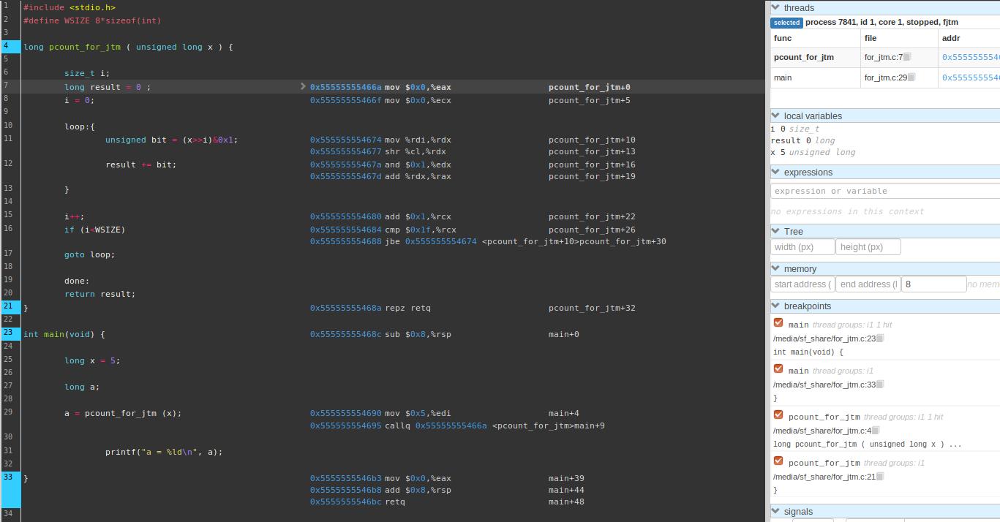 1 #include <stdio.h>
2 #define WSIZE 8*sizeof(int)
3
4 long pcount_for_jtm ( unsigned long x ) {
5
6 size_t i;
7 long result = 0 ; 0x55555555466a mov $0x0,%eax pcount_for_jtm+0
8 i = 0; 0x55555555466f mov $0x0,%ecx pcount_for_jtm+5
9
10 loop:{
11 unsigned bit = (x>>i)&0x1; 0x555555554674 mov %rdi,%rdx pcount_for_jtm+10
0x555555554677 shr %cl,%rdx pcount_for_jtm+13
12 result += bit; 0x55555555467a and $0x1,%edx pcount_for_jtm+16
0x55555555467d add %rdx,%rax pcount_for_jtm+19
13 }
14
15 i++; 0x555555554680 add $0x1,%rcx pcount_for_jtm+22
16 if (i<WSIZE) 0x555555554684 cmp $0x1f,%rcx pcount_for_jtm+26
0x555555554688 jbe 0x555555554674 <pcount_for_jtm+10>pcount_for_jtm+30
17 goto loop;
18
19 done:
20 return result;
21 } 0x55555555468a repz retq pcount_for_jtm+32
22
23 int main(void) { 0x55555555468c sub $0x8,%rsp main+0
24
25 long x = 5;
26
27 long a;
28
29 a = pcount_for_jtm (x); 0x555555554690 mov $0x5,%edi main+4
0x555555554695 callq 0x55555555466a <pcount_for_jtm>main+9
30
31 printf("a = %ld\n", a);
32
33 } 0x5555555546b3 mov $0x0,%eax main+39
0x5555555546b8 add $0x8,%rsp main+44
0x5555555546bc retq main+48
34
threads
selected process 7841, id 1, core 1, stopped, fjtm
func file addr
pcount_for_jtm for_jtm.c:7 0x5555555546
main for_jtm.c:29 0x5555555546
local variables
i 0 size_t
result 0 long
x 5 unsigned long
expressions
expression or variable
no expressions in this context
Tree
width (px) height (px)
memory
start address ( end address (l 8 no mem
breakpoints
main thread groups: i1 1 hit
/media/sf_share/for_jtm.c:23
int main(void) {
main thread groups: i1
/media/sf_share/for_jtm.c:33
}
pcount_for_jtm thread groups: i1 1 hit
/media/sf_share/for_jtm.c:4
long pcount_for_jtm ( unsigned long x ) ...
pcount_for_jtm thread groups: i1
/media/sf_share/for_jtm.c:21
}
signals